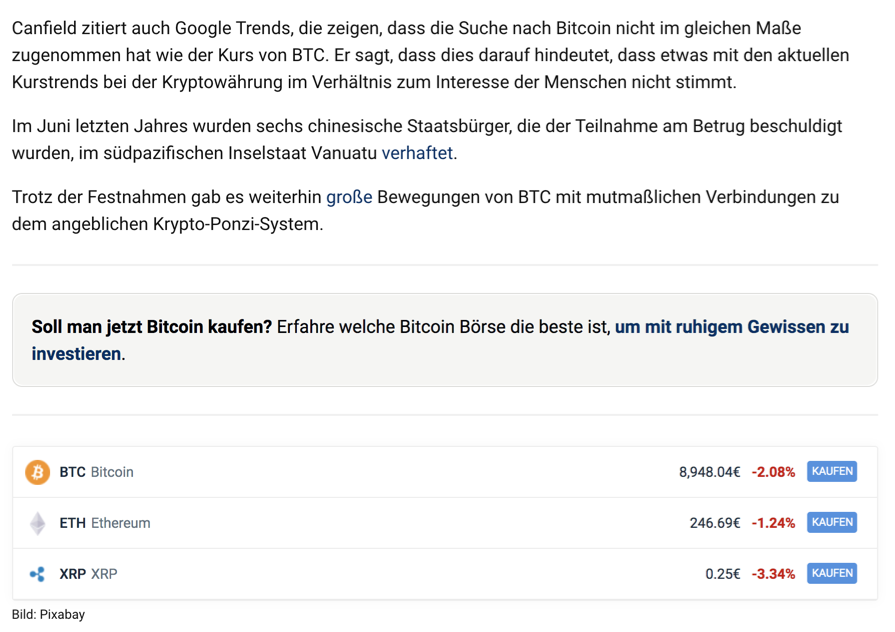 Canfield zitiert auch Google Trends, die zeigen, dass die Suche nach Bitcoin nicht im gleichen Maße
zugenommen hat wie der Kurs von BTC. Er sagt, dass dies darauf hindeutet, dass etwas mit den aktuellen
Kurstrends bei der Kryptowährung im Verhältnis zum Interesse der Menschen nicht stimmt.
Im Juni letzten Jahres wurden sechs chinesische Staatsbürger, die der Teilnahme am Betrug beschuldigt
wurden, im südpazifischen Inselstaat Vanuatu verhaftet.
Trotz der Festnahmen gab es weiterhin große Bewegungen von BTC mit mutmaßlichen Verbindungen zu
dem angeblichen Krypto-Ponzi-System.
Soll man jetzt Bitcoin kaufen? Erfahre welche Bitcoin Börse die beste ist, um mit ruhigem Gewissen zu
investieren.
BTC Bitcoin 8,948.04€ -2.08% KAUFEN
ETH Ethereum 246.69€ -1.24% KAUFEN
XRP XRP 0.25€ -3.34% KAUFEN
Bild: Pixabay